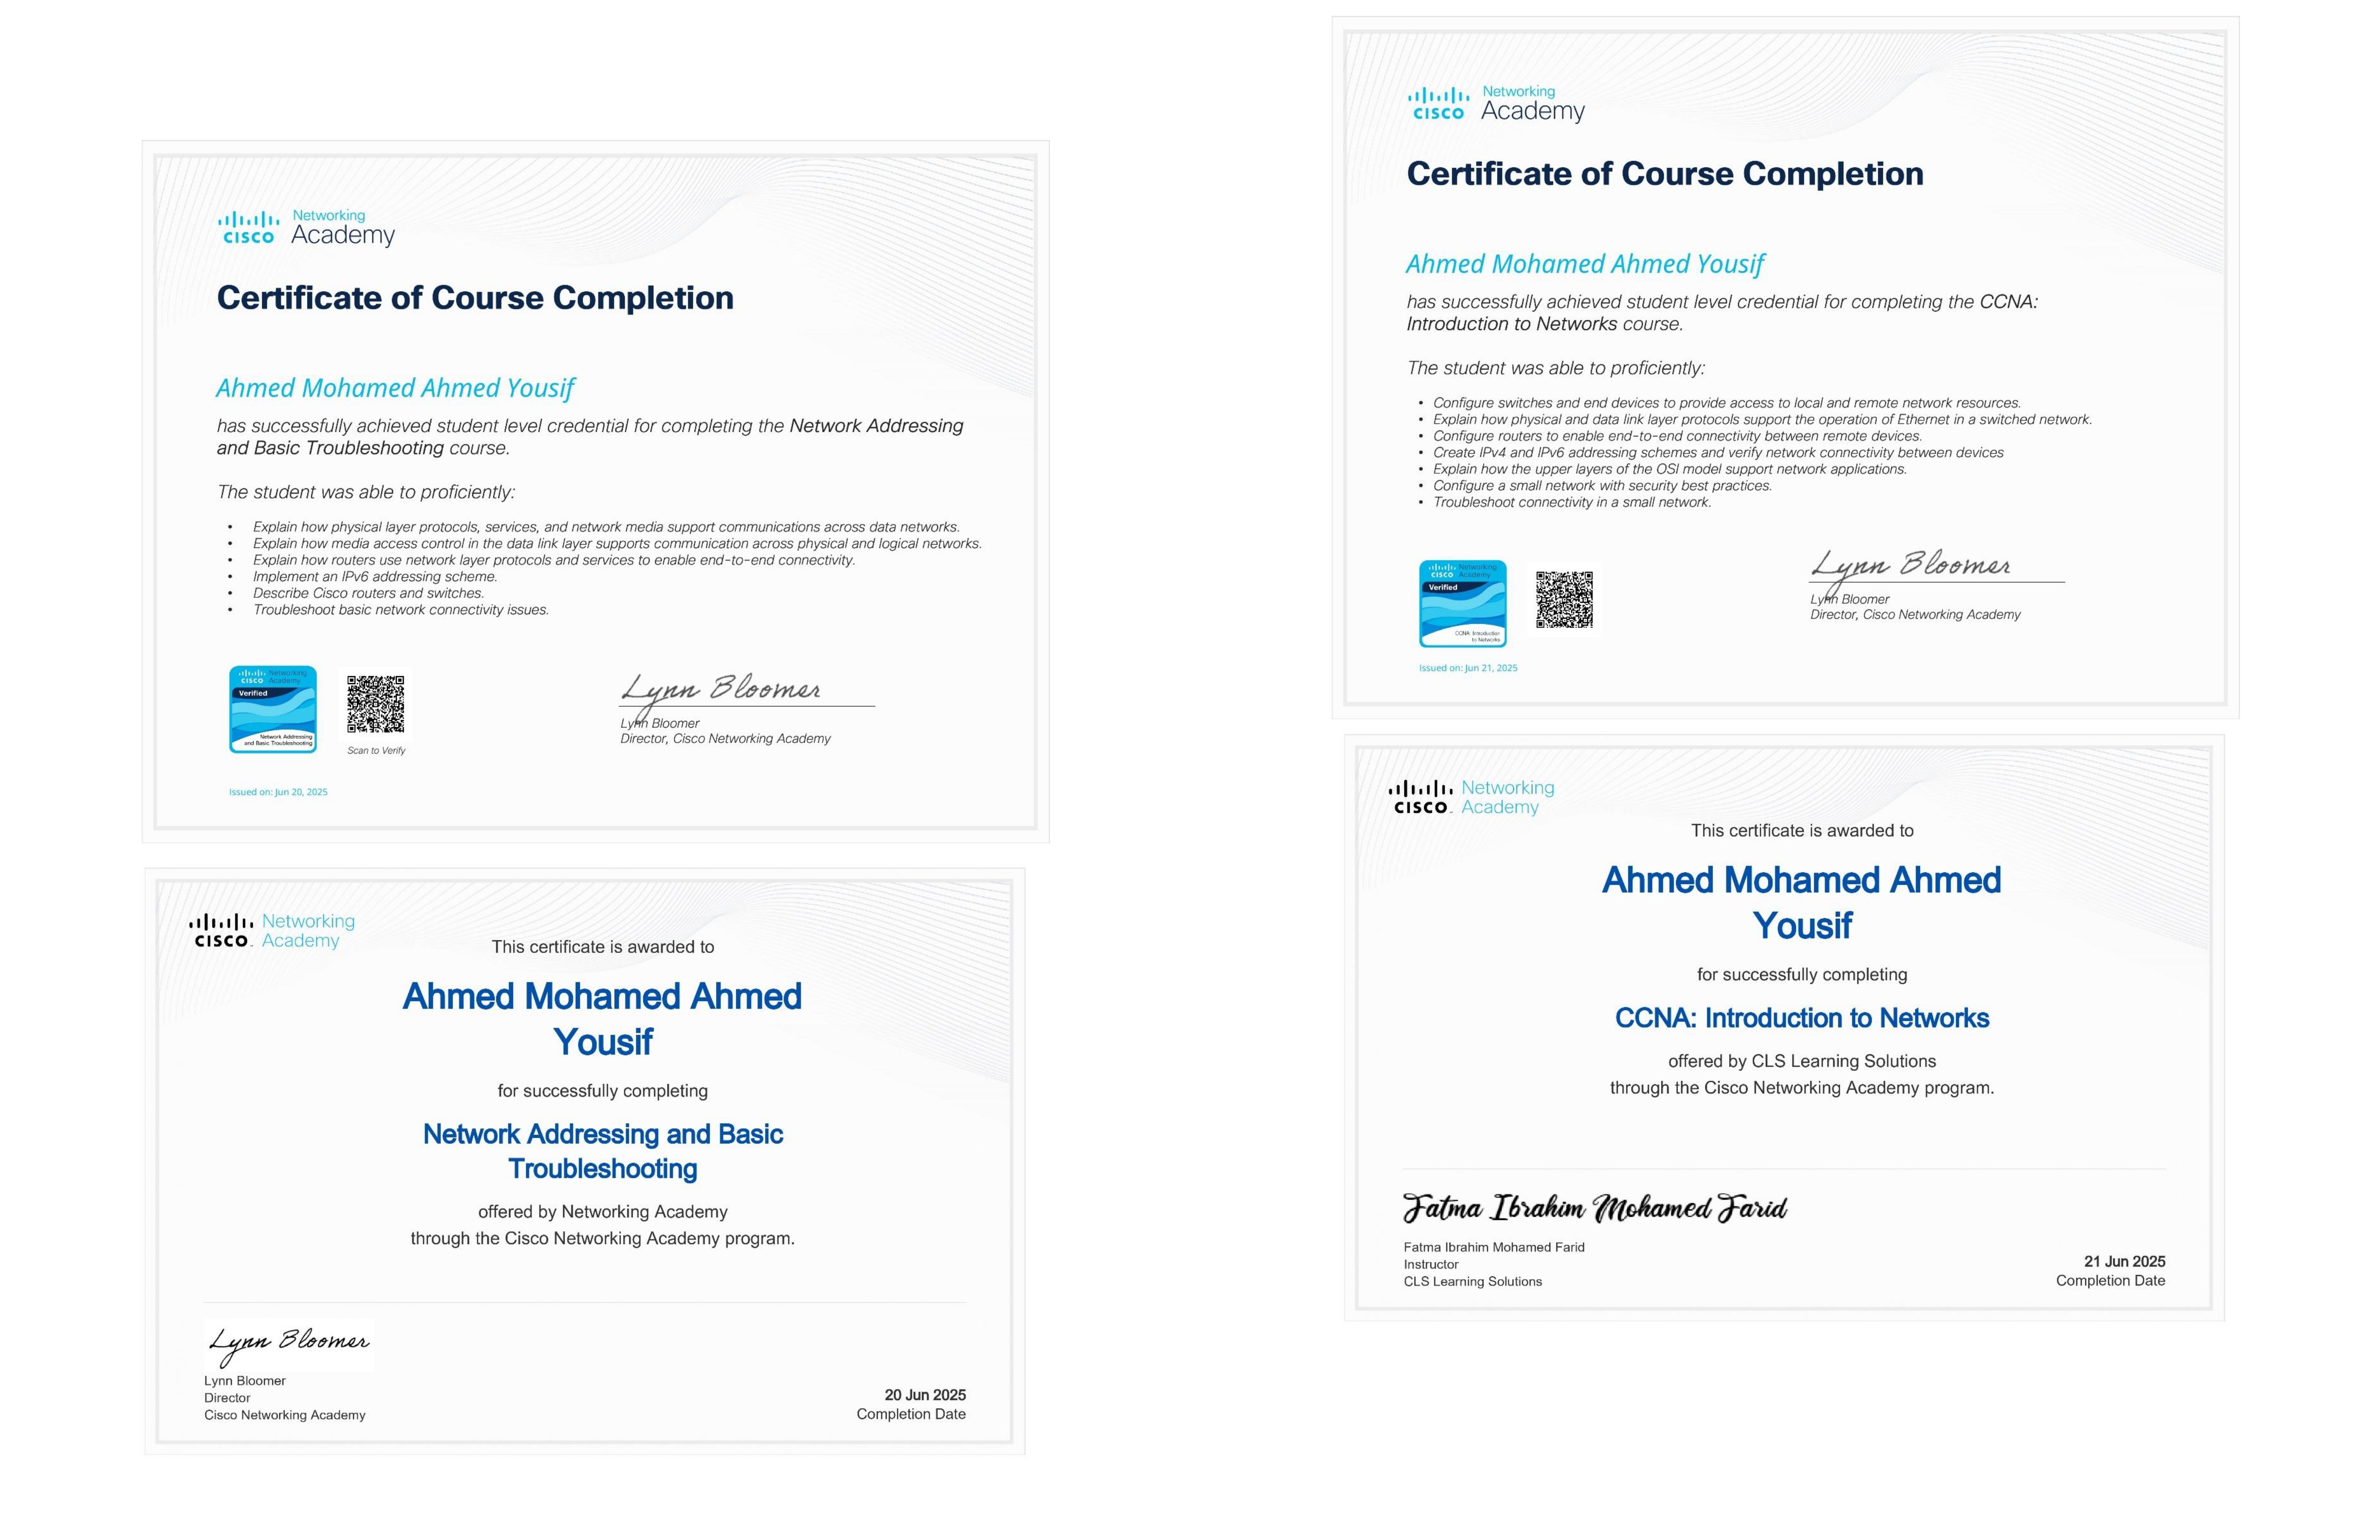 Networking
CISCO Academy
Certificate of Course Completion
Ahmed Mohamed Ahmed Yousif
has successfully achieved student level credential for completing the Network Addressing
and Basic Troubleshooting course.
The student was able to proficiently:
• Explain how physical layer protocols, services, and network media support communications across data networks.
• Explain how media access control in the data link layer supports communication across physical and logical networks.
• Explain how routers use network layer protocols and services to enable end-to-end connectivity.
• Implement an IPv6 addressing scheme.
• Describe Cisco routers and switches.
• Troubleshoot basic network connectivity issues.
Networking
CISCO Academy
Verified
Network Addressing
and Basic Troubleshooting
Scan to Verify
Lynn Bloomer
Lynn Bloomer
Director, Cisco Networking Academy
Issued on: Jun 20, 2025
Networking
CISCO Academy
This certificate is awarded to
Ahmed Mohamed Ahmed
Yousif
for successfully completing
Network Addressing and Basic
Troubleshooting
offered by Networking Academy
through the Cisco Networking Academy program.
Lynn Bloomer
Lynn Bloomer
Director
Cisco Networking Academy
20 Jun 2025
Completion Date
Networking
CISCO Academy
Certificate of Course Completion
Ahmed Mohamed Ahmed Yousif
has successfully achieved student level credential for completing the CCNA:
Introduction to Networks course.
The student was able to proficiently:
• Configure switches and end devices to provide access to local and remote network resources.
• Explain how physical and data link layer protocols support the operation of Ethernet in a switched network.
• Configure routers to enable end-to-end connectivity between remote devices.
• Create IPv4 and IPv6 addressing schemes and verify network connectivity between devices
• Explain how the upper layers of the OSI model support network applications.
• Configure a small network with security best practices.
• Troubleshoot connectivity in a small network.
Networking
CISCO Academy
Verified
CCNA: Introduction
to Networks
Lynn Bloomer
Lynn Bloomer
Director, Cisco Networking Academy
Issued on: Jun 21, 2025
Networking
CISCO Academy
This certificate is awarded to
Ahmed Mohamed Ahmed
Yousif
for successfully completing
CCNA: Introduction to Networks
offered by CLS Learning Solutions
through the Cisco Networking Academy program.
Fatma Ibrahim Mohamed Farid
Fatma Ibrahim Mohamed Farid
Instructor
CLS Learning Solutions
21 Jun 2025
Completion Date